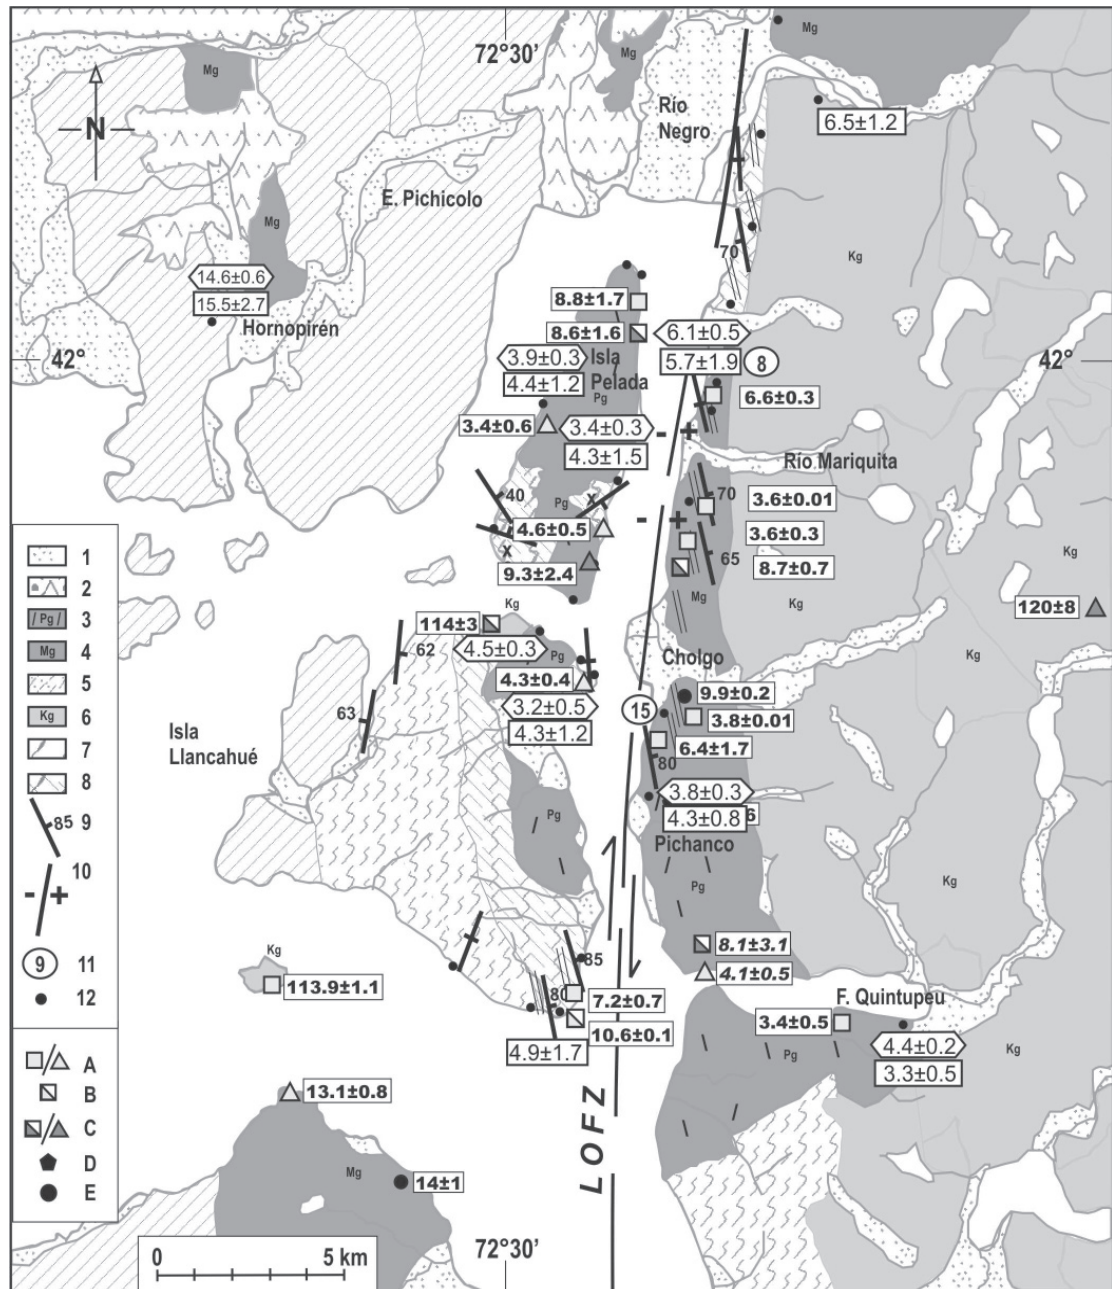 Mg
72°30'
Mg
Mg
Río
Negro
6.5±1.2
N
E. Pichicolo
Mg
Kg
70
14.6±0.6
15.5±2.7
Hornopirén
8.8±1.7
8.6±1.6
6.1±0.5
42°
3.9±0.3
Isla
5.7±1.9
8
42°
4.4±1.2
Pelada
Pg
6.6±0.3
3.4±0.6
3.4±0.3
- +
4.3±1.5
Río Mariquita
40
x
Pg
70
3.6±0.01
4.6±0.5
- +
3.6±0.3
x
65
Kg
9.3±2.4
8.7±0.7
Mg
Kg
120±8
Kg
114±3
62
4.5±0.3
Pg
Cholgo
Kg
4.3±0.4
9.9±0.2
3.2±0.5
15
3.8±0.01
63
4.3±1.2
Isla
Llancahué
6.4±1.7
80
3.8±0.3
4.3±0.8
6
Pg
Pichanco
Pg
Kg
8.1±3.1
Kg
85
4.1±0.5
113.9±1.1
80
7.2±0.7
F. Quintupeu
10.6±0.1
3.4±0.5
4.9±1.7
Pg
4.4±0.2
Kg
3.3±0.5
13.1±0.8
LOFZ
Mg
14±1
72°30'
0 5 km
1
2
/ Pg / 3
Mg 4
5
Kg 6
7
8
85 9
10
- +
9 11
12
/ A
B
/ C
D
E